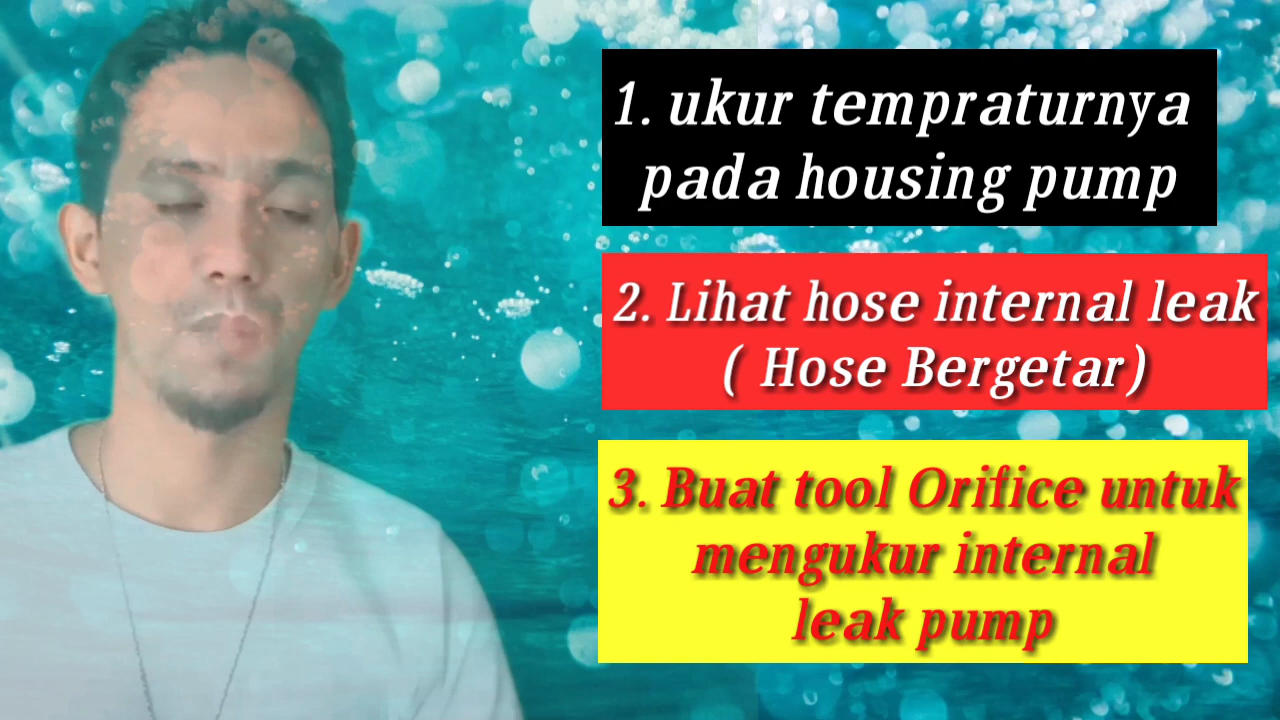 1. ukur tempraturnya
pada housing pump
2. Lihat hose internal leak
( Hose Bergetar)
3. Buat tool Orifice untuk
mengukur internal
leak pump